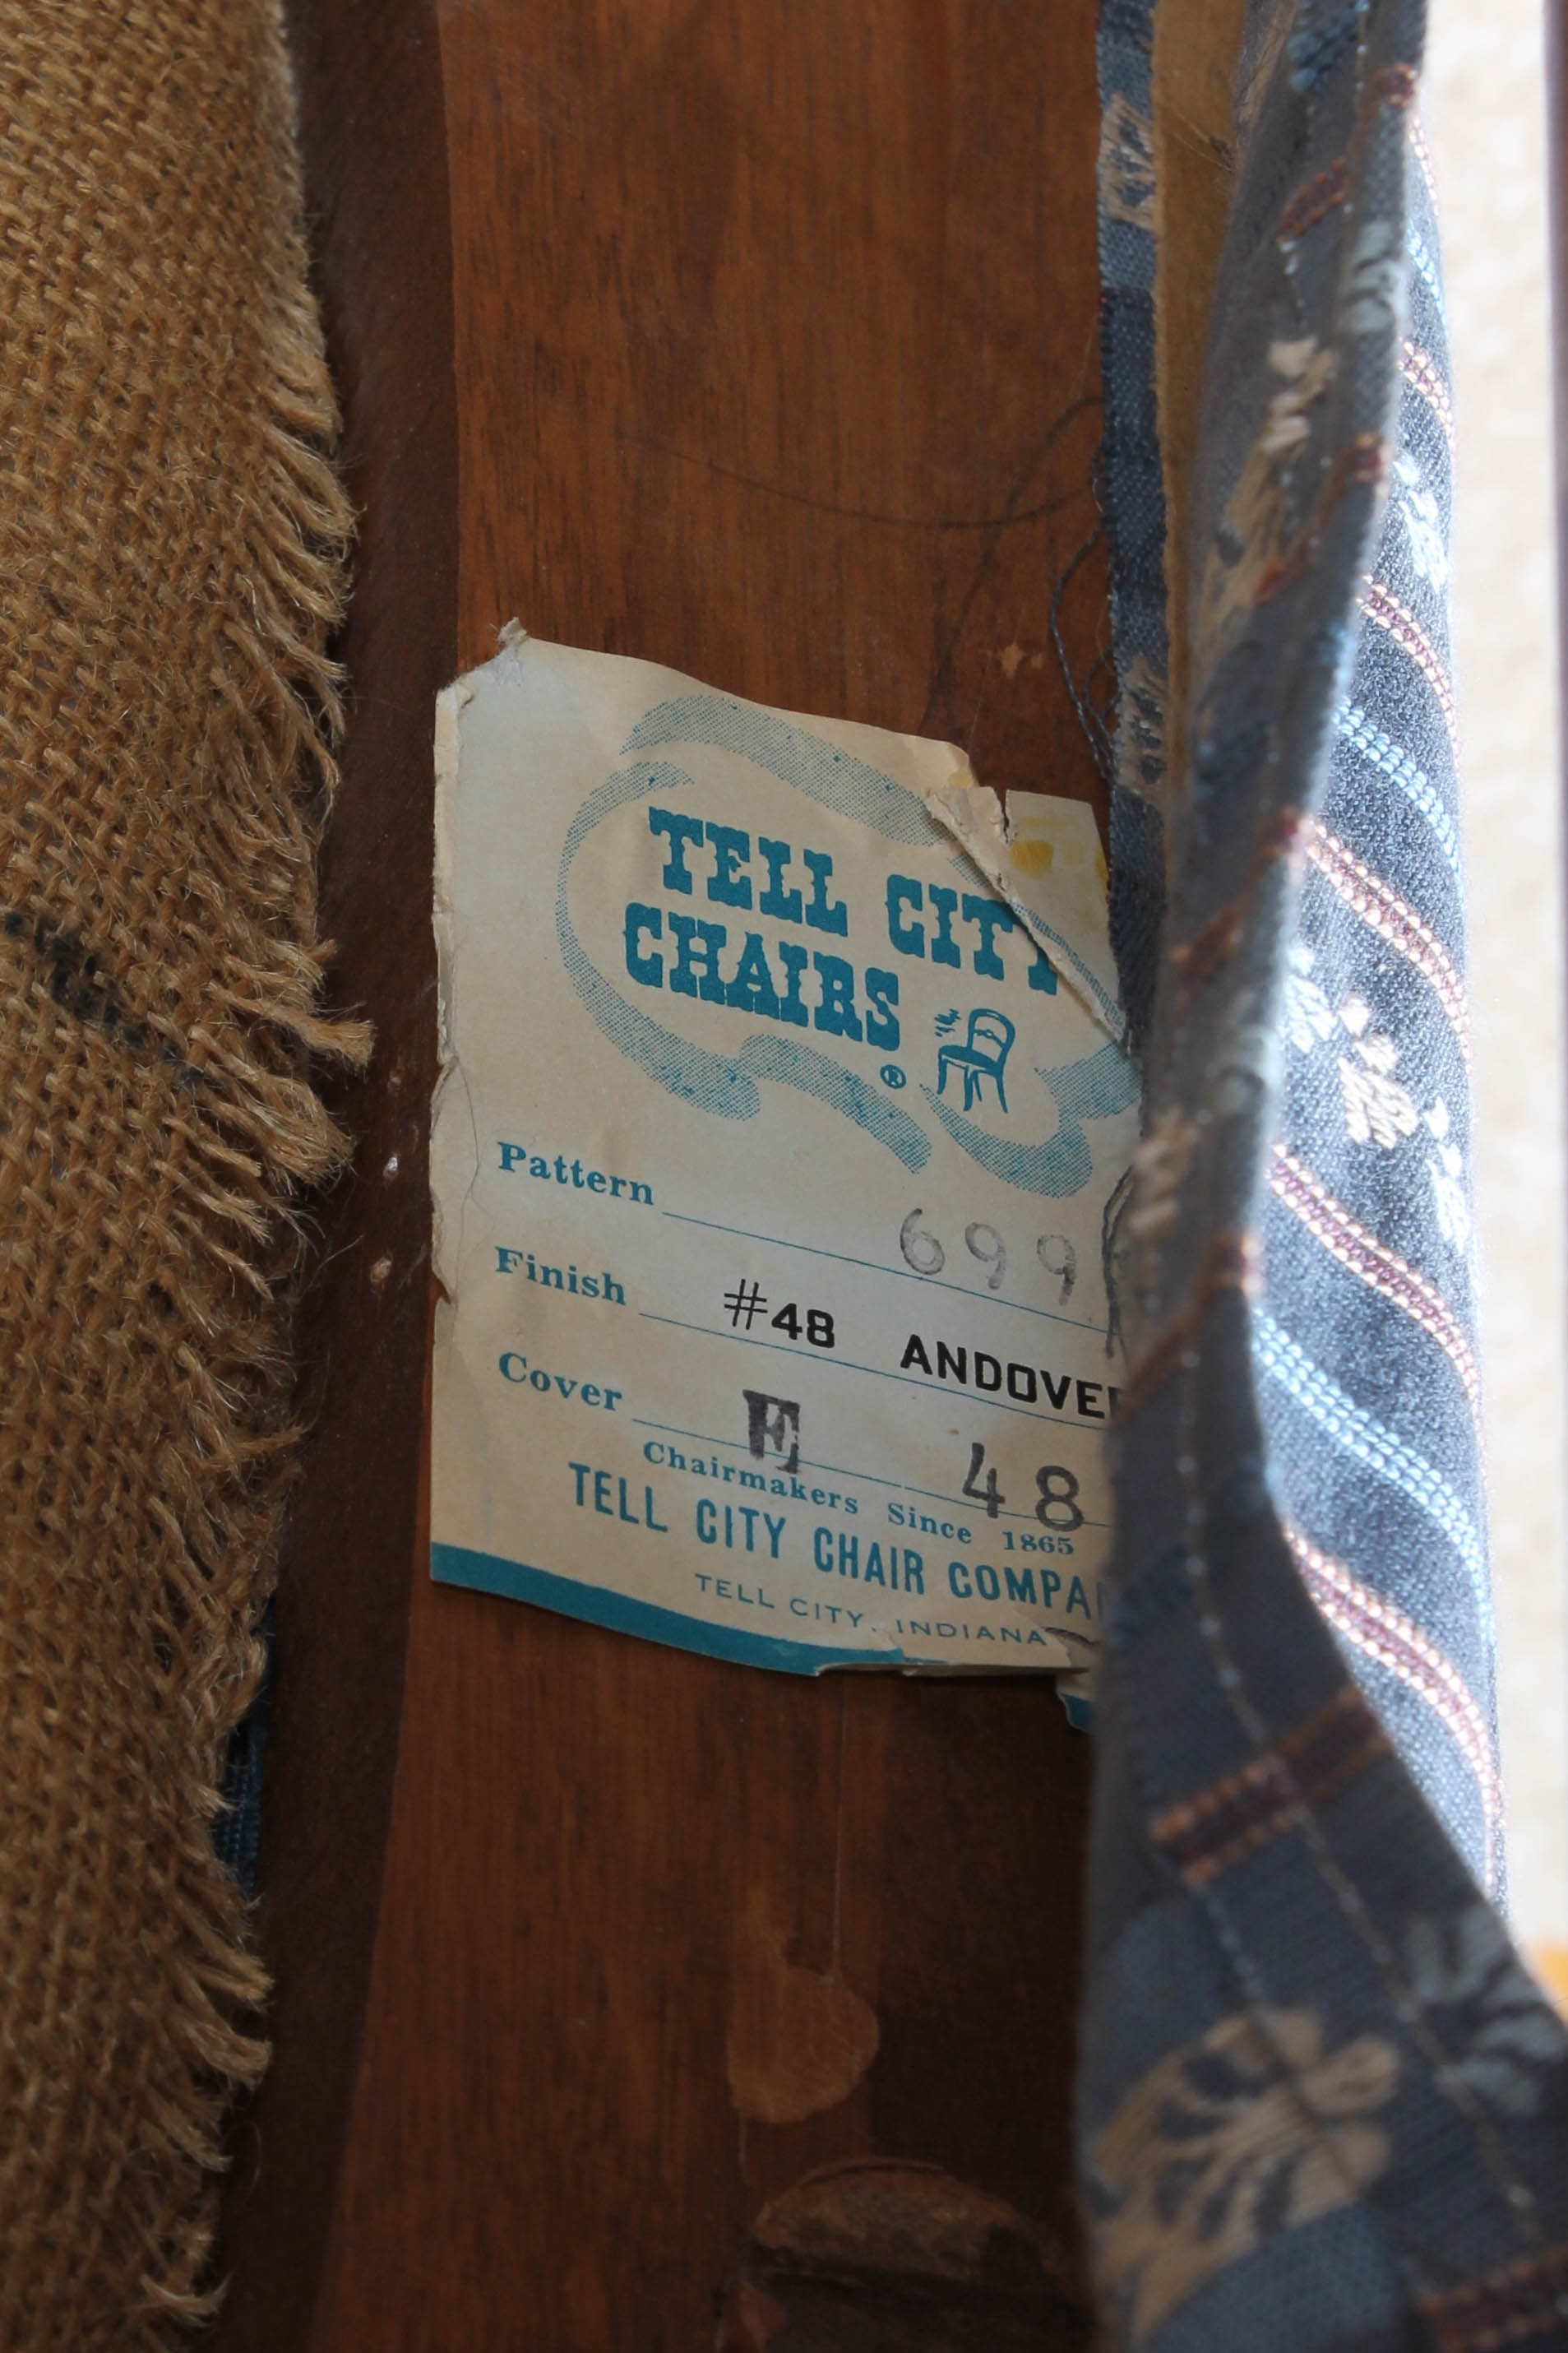 TELL CITY
CHAIRS
®
Pattern 699
Finish #48 ANDOVE
Cover E 48
Chairmakers Since 1865
TELL CITY CHAIR COMPA
TELL CITY, INDIANA